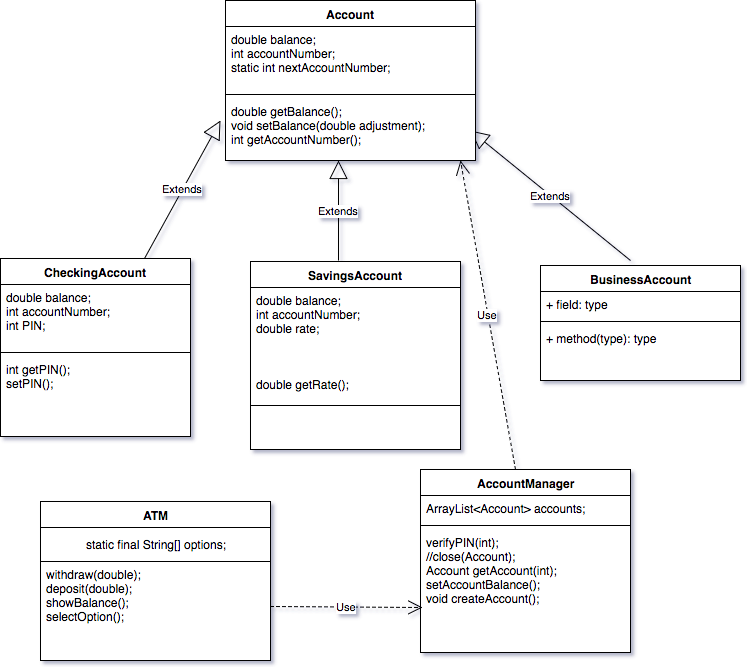 Account
double balance;
int accountNumber;
static int nextAccountNumber;
double getBalance();
void setBalance(double adjustment);
int getAccountNumber();
Extends
Extends
Extends
CheckingAccount
double balance;
int accountNumber;
int PIN;
int getPIN();
setPIN();
SavingsAccount
double balance;
int accountNumber;
double rate;
double getRate();
BusinessAccount
+ field: type
+ method(type): type
Use
AccountManager
ArrayList<Account> accounts;
verifyPIN(int);
//close(Account);
Account getAccount(int);
setAccountBalance();
void createAccount();
ATM
static final String[] options;
withdraw(double);
deposit(double);
showBalance();
selectOption();
Use